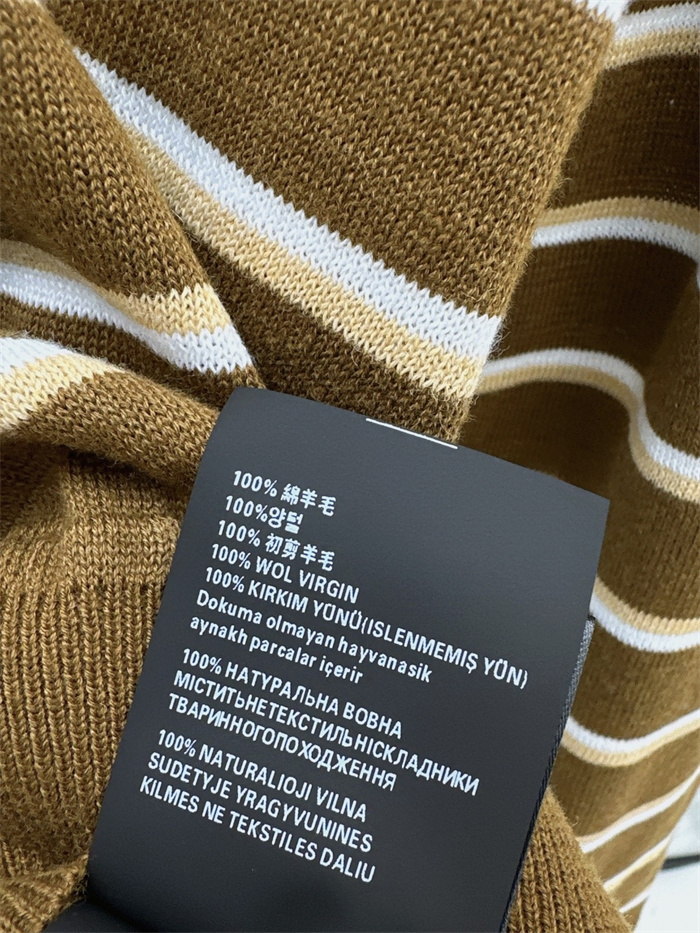 100% 綿羊毛
100%양털
100% 初剪羊毛
100% WOL VIRGIN
100% KIRKIM YÜNÜ(ISLENMEMIŞ YÜN)
Dokuma olmayan hayvanasik
aynakh parcalar içerir
100% НАТУРАЛЬНА ВОВНА
МІСТИТЬНЕТЕКСТИЛЬНІСКЛАДНИКИ
ТВАРИННОГОПОХОДЖЕННЯ
100% NATURALIOJI VILNA
SUDETYJE YRAGYVUNINES
KILMES NE TEKSTILES DALIU